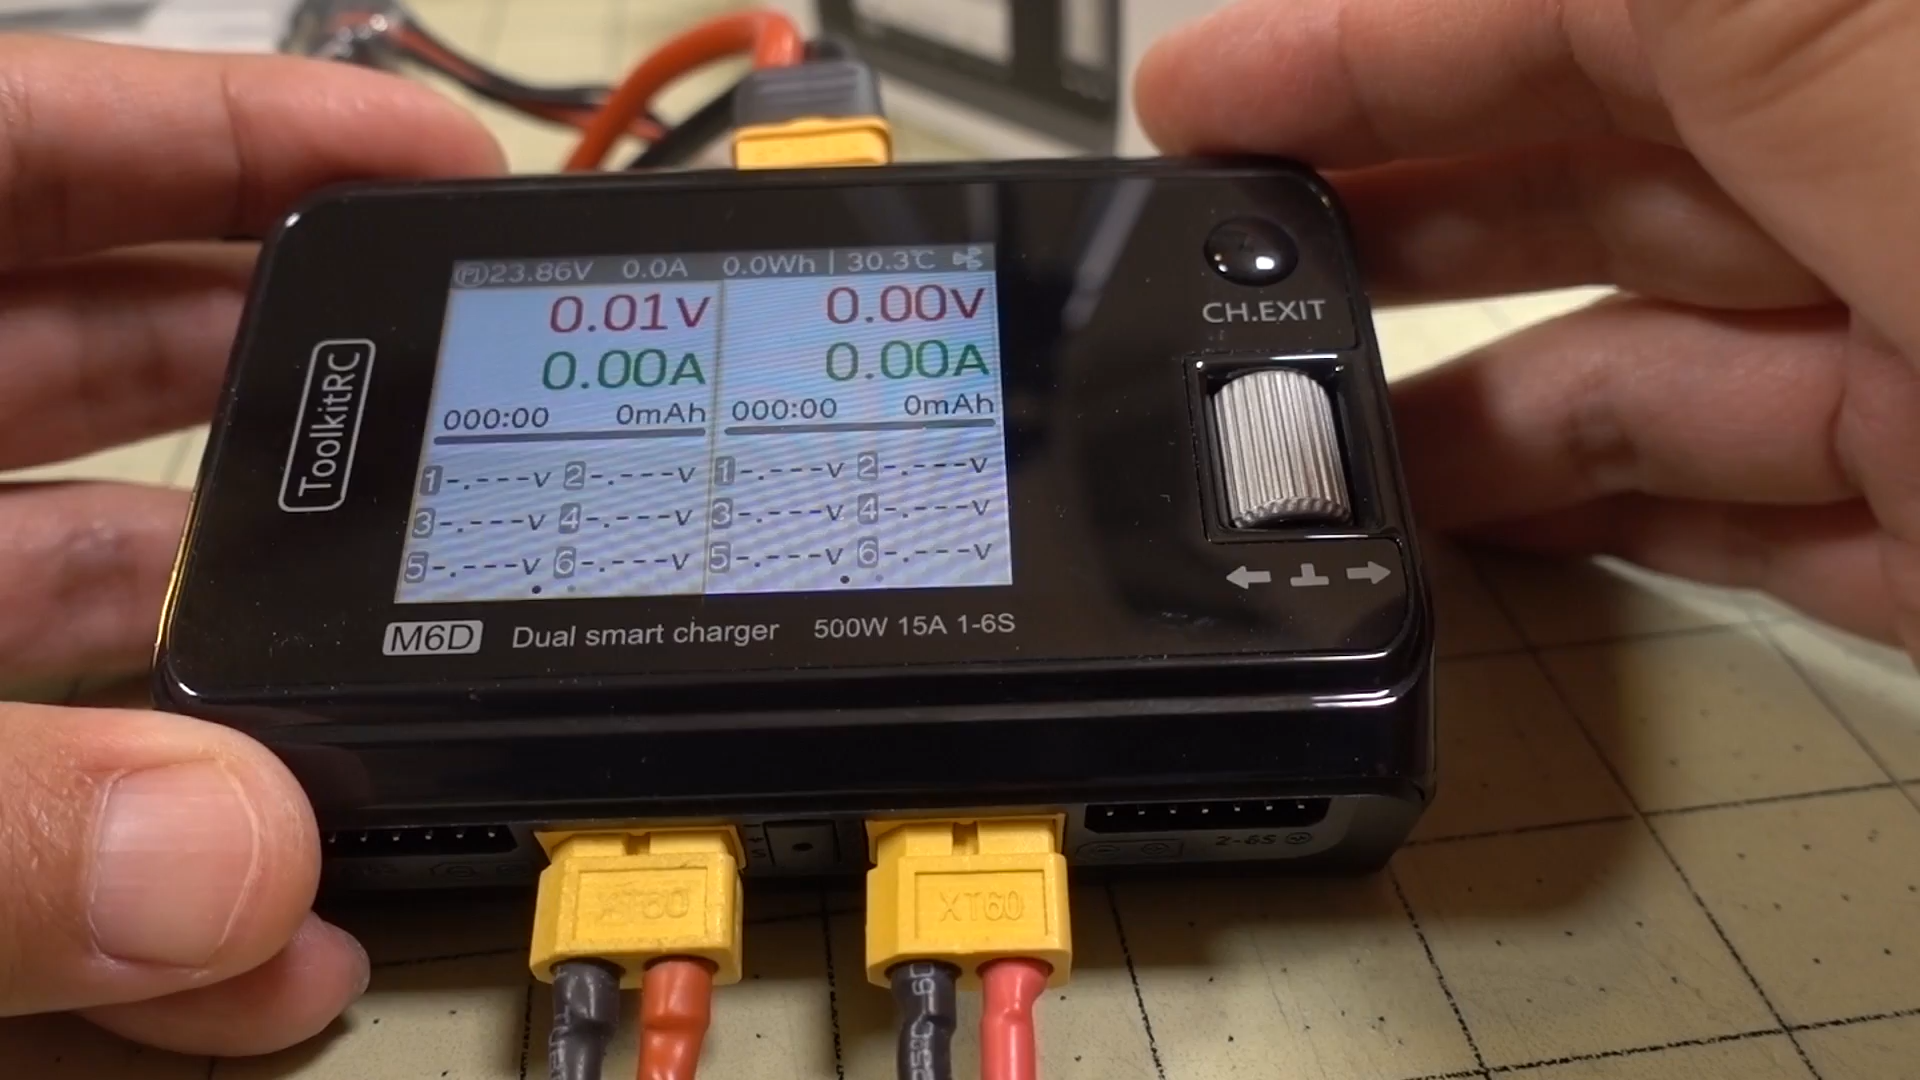 23.86V 0.0A 0.0Wh | 30.3℃
0.01V 0.00V
0.00A 0.00A
000:00 0mAh 000:00 0mAh
1-.---V 2-.---V 1-.---V 2-.---V
3-.---V 4-.---V 3-.---V 4-.---V
5-.---V 6-.---V 5-.---V 6-.---V
ToolkitRC
CH.EXIT
M6D Dual smart charger 500W 15A 1-6S
2-6S
XT60 XT60